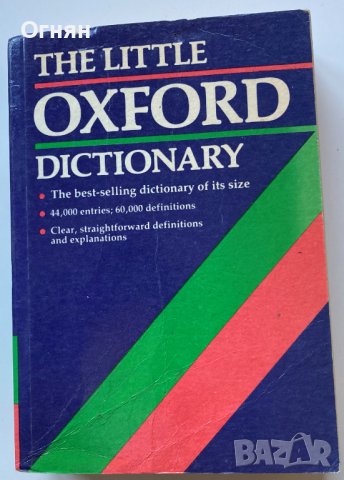 Огнян
THE LITTLE
OXFORD
DICTIONARY
• The best-selling dictionary of its size
• 44,000 entries; 60,000 definitions
• Clear, straightforward definitions
and explanations
BAZAR